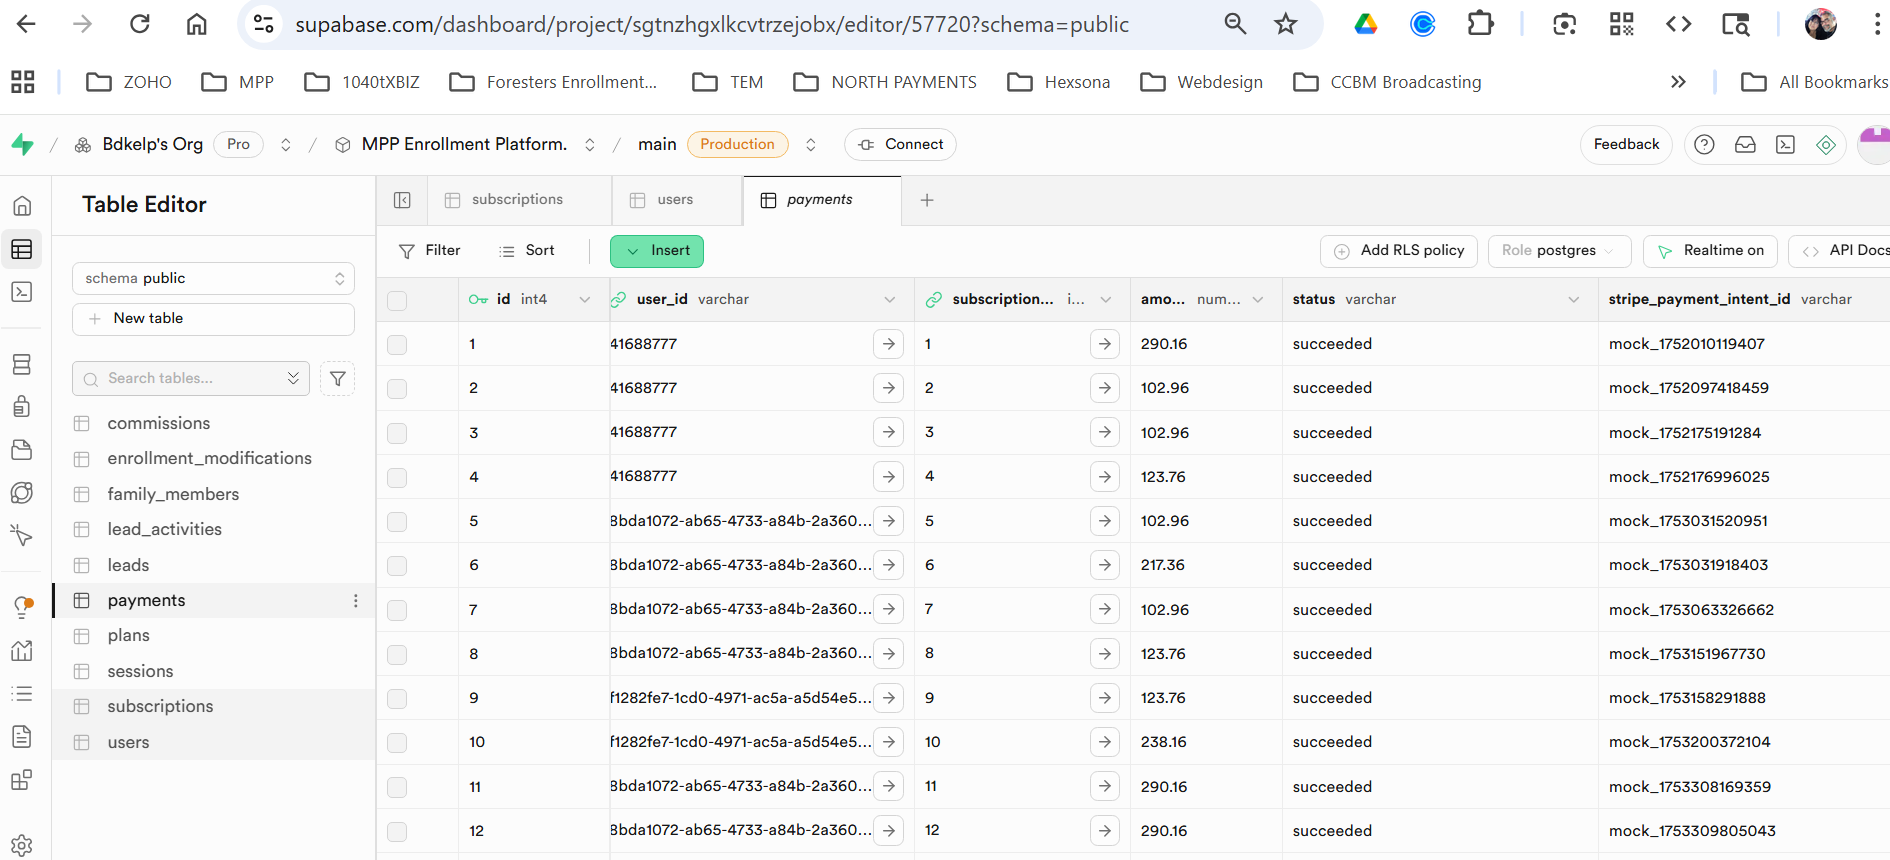 supabase.com/dashboard/project/sgtnzhgxlkcvtrzejobx/editor/57720?schema=public
ZOHO MPP 1040tXBIZ Foresters Enrollment... TEM NORTH PAYMENTS Hexsona Webdesign CCBM Broadcasting » All Bookmarks
/ Bdkelp's Org Pro / MPP Enrollment Platform. / main Production Connect Feedback
Table Editor
subscriptions users payments +
Filter Sort Insert Add RLS policy Role postgres Realtime on API Docs
schema public
New table
Search tables...
commissions
enrollment_modifications
family_members
lead_activities
leads
payments
plans
sessions
subscriptions
users
id int4 user_id varchar subscription... i... amo... num... status varchar stripe_payment_intent_id varchar
1 41688777 1 290.16 succeeded mock_1752010119407
2 41688777 2 102.96 succeeded mock_1752097418459
3 41688777 3 102.96 succeeded mock_1752175191284
4 41688777 4 123.76 succeeded mock_1752176996025
5 8bda1072-ab65-4733-a84b-2a360... 5 102.96 succeeded mock_1753031520951
6 8bda1072-ab65-4733-a84b-2a360... 6 217.36 succeeded mock_1753031918403
7 8bda1072-ab65-4733-a84b-2a360... 7 102.96 succeeded mock_1753063326662
8 8bda1072-ab65-4733-a84b-2a360... 8 123.76 succeeded mock_1753151967730
9 f1282fe7-1cd0-4971-ac5a-a5d54e5... 9 123.76 succeeded mock_1753158291888
10 f1282fe7-1cd0-4971-ac5a-a5d54e5... 10 238.16 succeeded mock_1753200372104
11 8bda1072-ab65-4733-a84b-2a360... 11 290.16 succeeded mock_1753308169359
12 8bda1072-ab65-4733-a84b-2a360... 12 290.16 succeeded mock_1753309805043